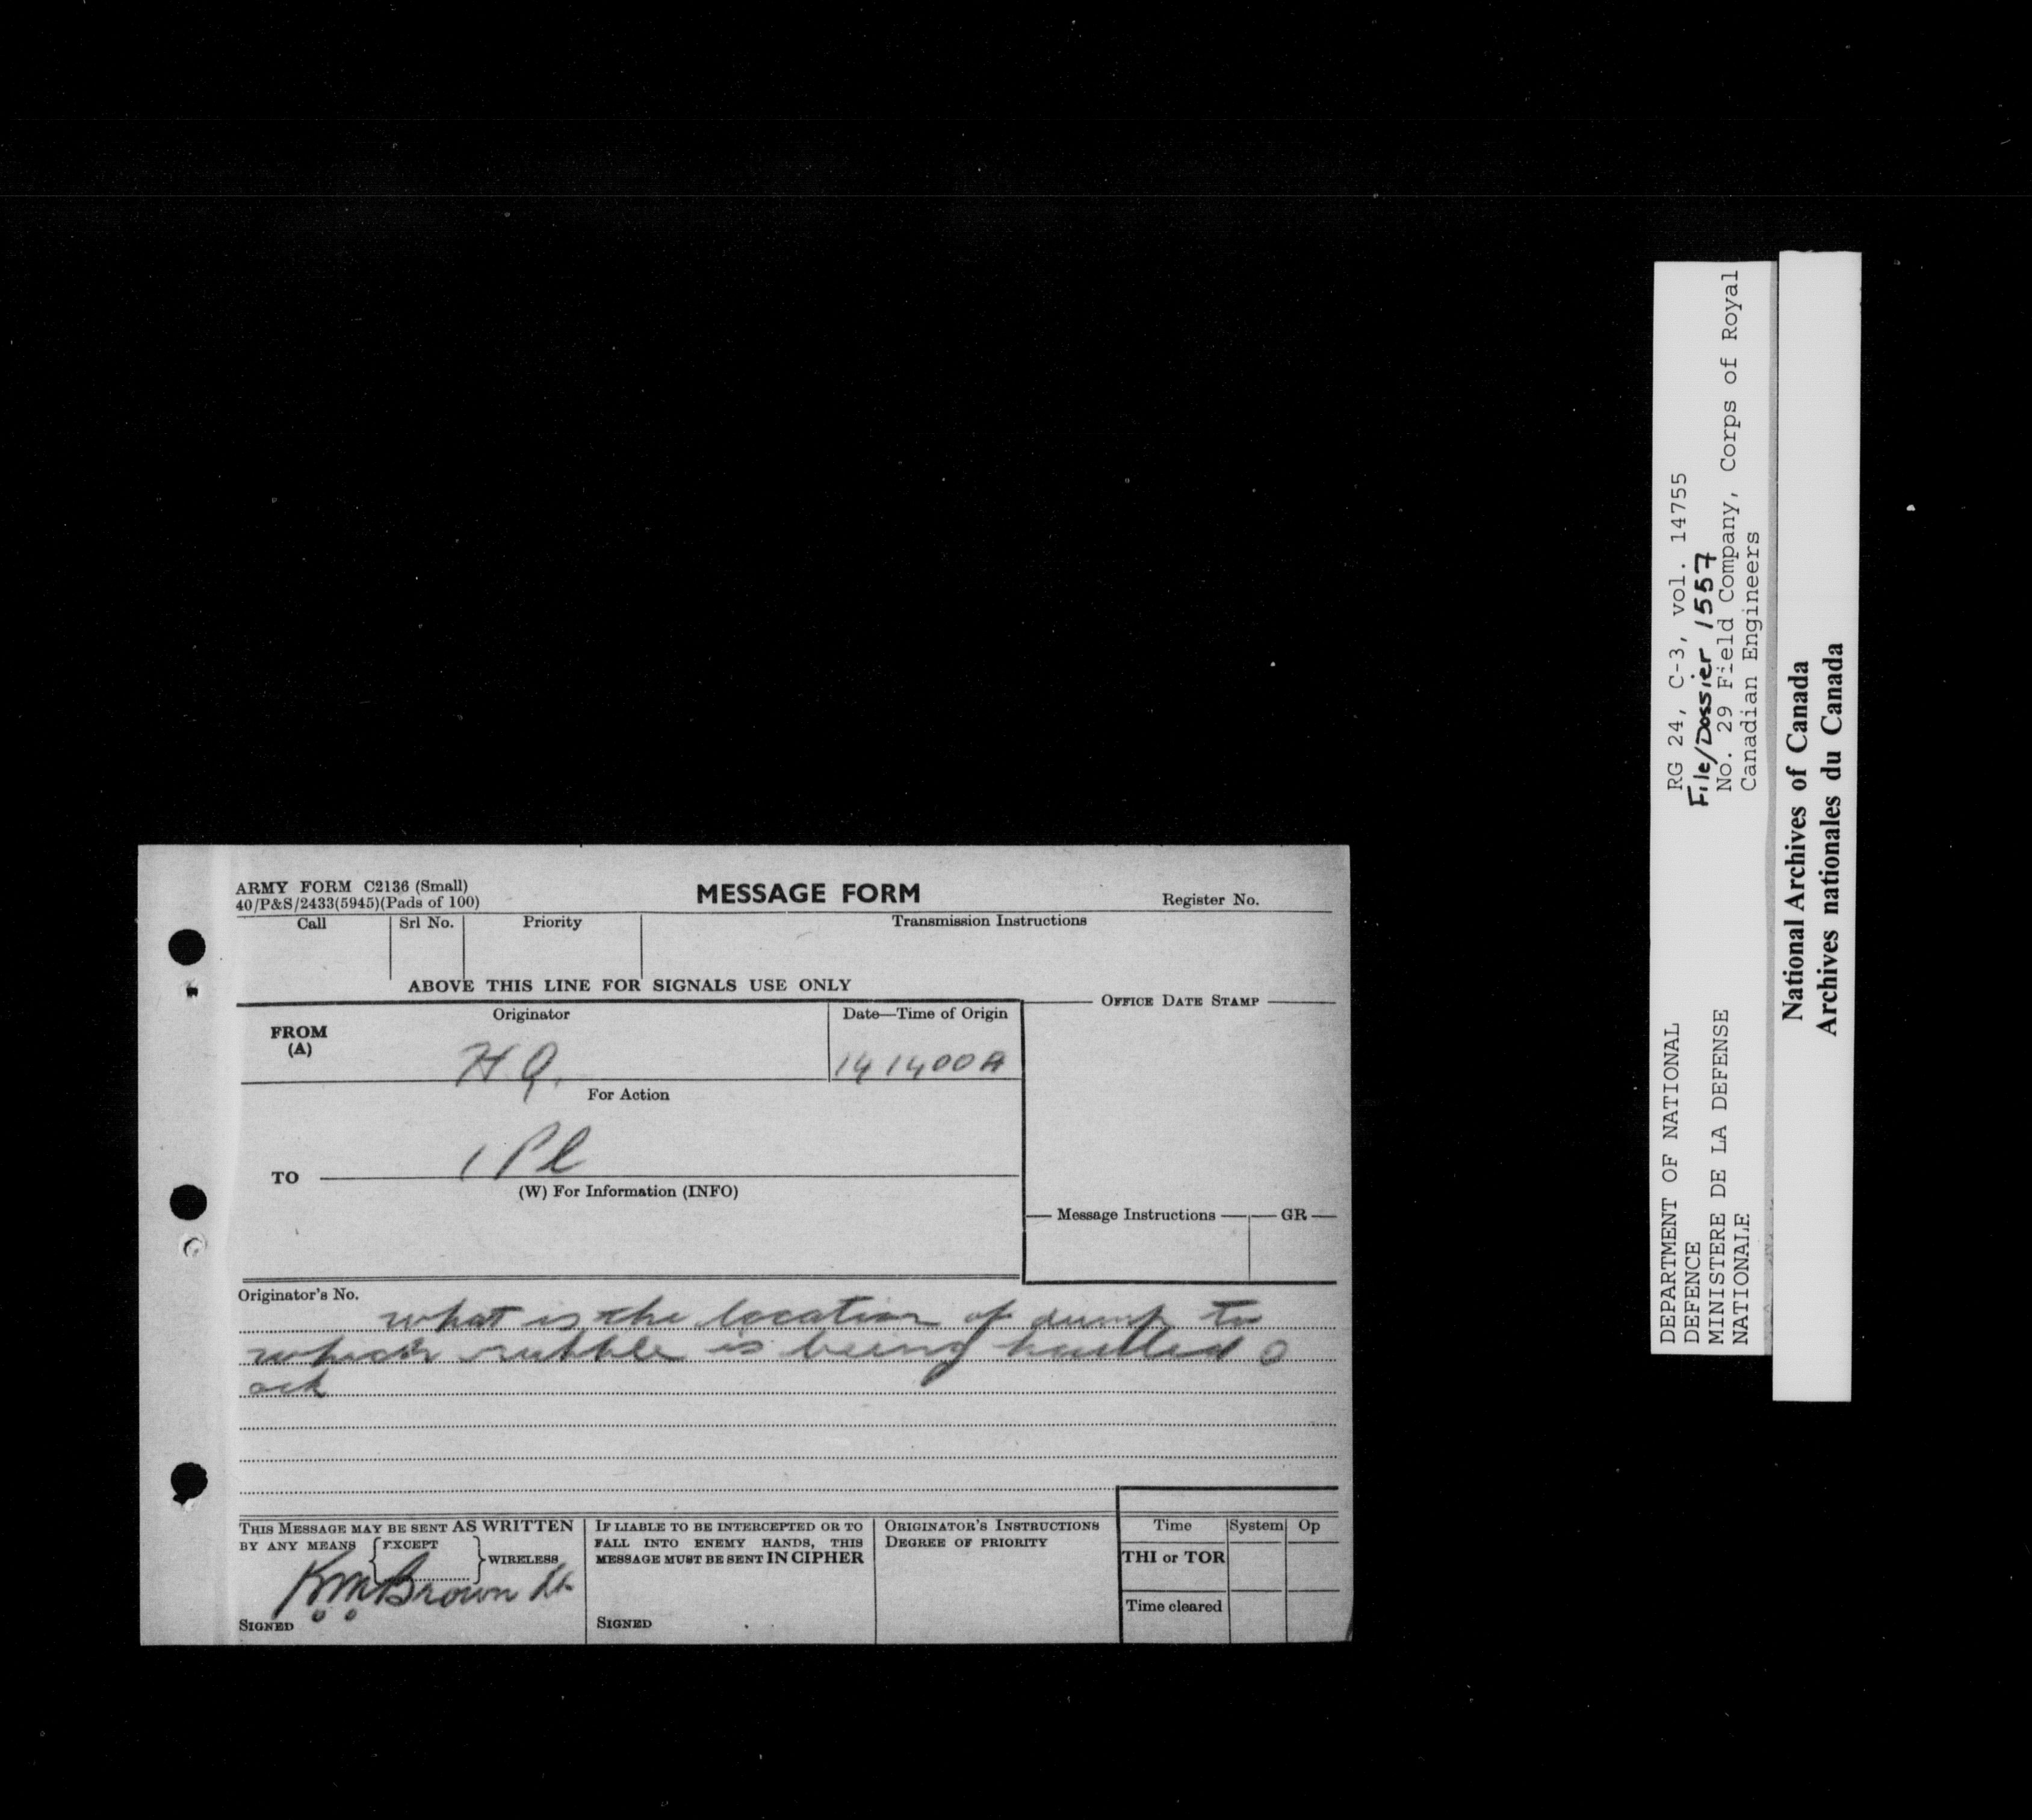 ARMY FORM C2136 (Small)
40/P&S/2433(5945)(Pads of 100)
MESSAGE FORM
Register No.
Call
Srl No.
Priority
Transmission Instructions
ABOVE THIS LINE FOR SIGNALS USE ONLY
OFFICE DATE STAMP
FROM
(A)
Originator
H Q.
Date—Time of Origin
141400A
For Action
TO
1 Pl
(W) For Information (INFO)
Message Instructions
GR
Originator's No.
what is the location of dump to
which rubble is being hauled O
ack
THIS MESSAGE MAY BE SENT AS WRITTEN
BY ANY MEANS {EXCEPT
} WIRELESS
KM Brown Lt
SIGNED
IF LIABLE TO BE INTERCEPTED OR TO
FALL INTO ENEMY HANDS, THIS
MESSAGE MUST BE SENT IN CIPHER
SIGNED
ORIGINATOR'S INSTRUCTIONS
DEGREE OF PRIORITY
Time
System
Op
THI or TOR
Time cleared
DEPARTMENT OF NATIONAL
DEFENCE
MINISTERE DE LA DEFENSE
NATIONALE
RG 24, C-3, vol. 14755
File/Dossier 1557
No. 29 Field Company, Corps of Royal
Canadian Engineers
National Archives of Canada
Archives nationales du Canada